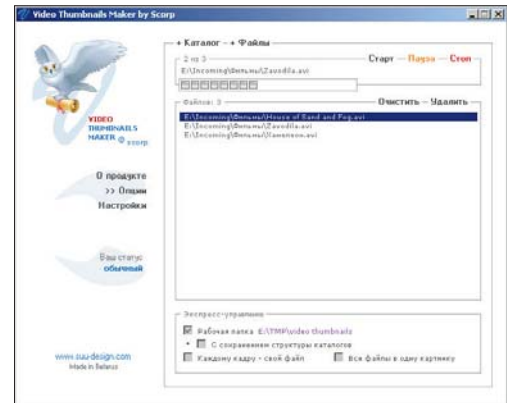 Video Thumbnails Maker by Scorp
+ Каталог - + Файлы
2 из 3
Старт - Пауза - Стоп
E:\Incoming\Фильмы\Zavodila.avi
Файлов: 3
Очистить - Удалить
E:\Incoming\Фильмы\House of Sand and Fog.avi
E:\Incoming\Фильмы\Zavodila.avi
E:\Incoming\Фильмы\Хамелеон.avi
VIDEO
THUMBNAILS
MAKER @ scorp
О продукте
>> Опции
Настройки
Ваш статус
обычный
Экспресс-управление
Рабочая папка E:\TMP\video thumbnails
С сохранением структуры каталогов
Каждому кадру - свой файл
Все файлы в одну картинку
www.suu-design.com
Made in Belarus